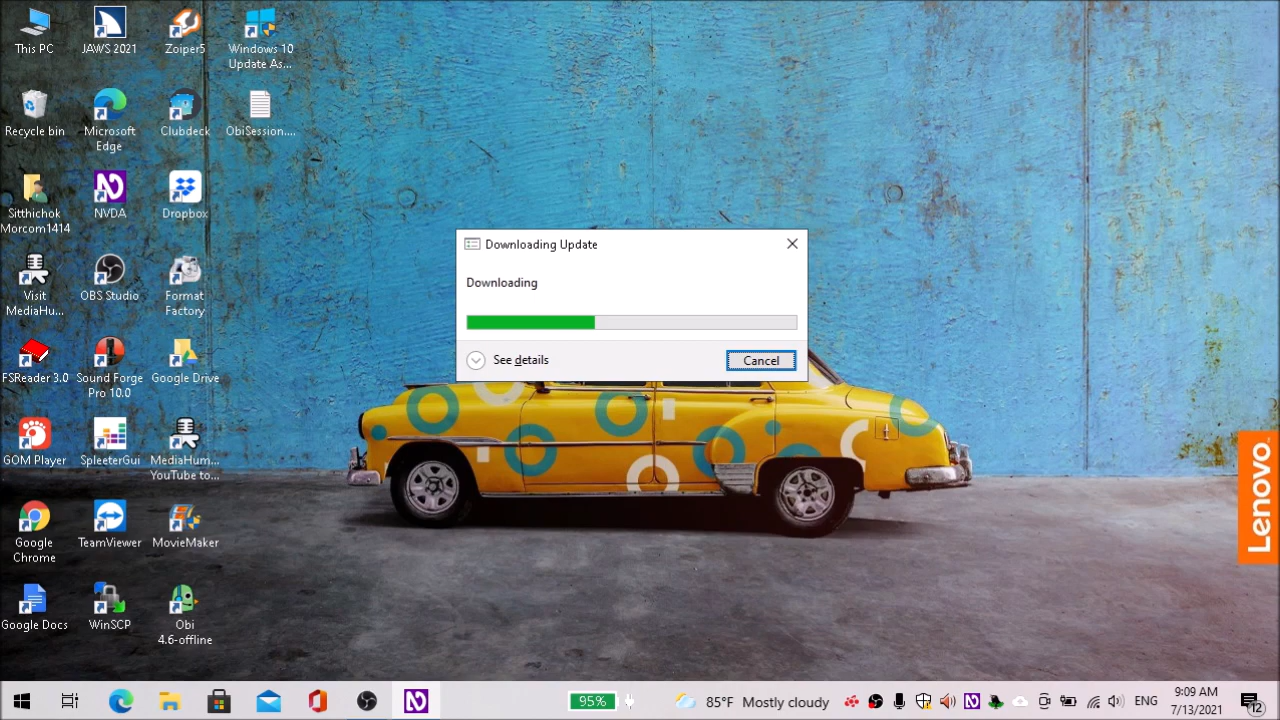 This PC
JAWS 2021
Zoiper5
Windows 10
Update As...
Recycle bin
Microsoft
Edge
Clubdeck
ObiSession....
Sitthichok
Morcom1414
NVDA
Dropbox
Visit
MediaHu...
OBS Studio
Format
Factory
FSReader 3.0
Sound Forge
Pro 10.0
Google Drive
GOM Player
SpleeterGui
MediaHum...
YouTube to...
Google
Chrome
TeamViewer
MovieMaker
Google Docs
WinSCP
Obi
4.6-offline
Downloading Update
Downloading
See details
Cancel
Lenovo
95%
85°F Mostly cloudy
ENG
9:09 AM
7/13/2021
12